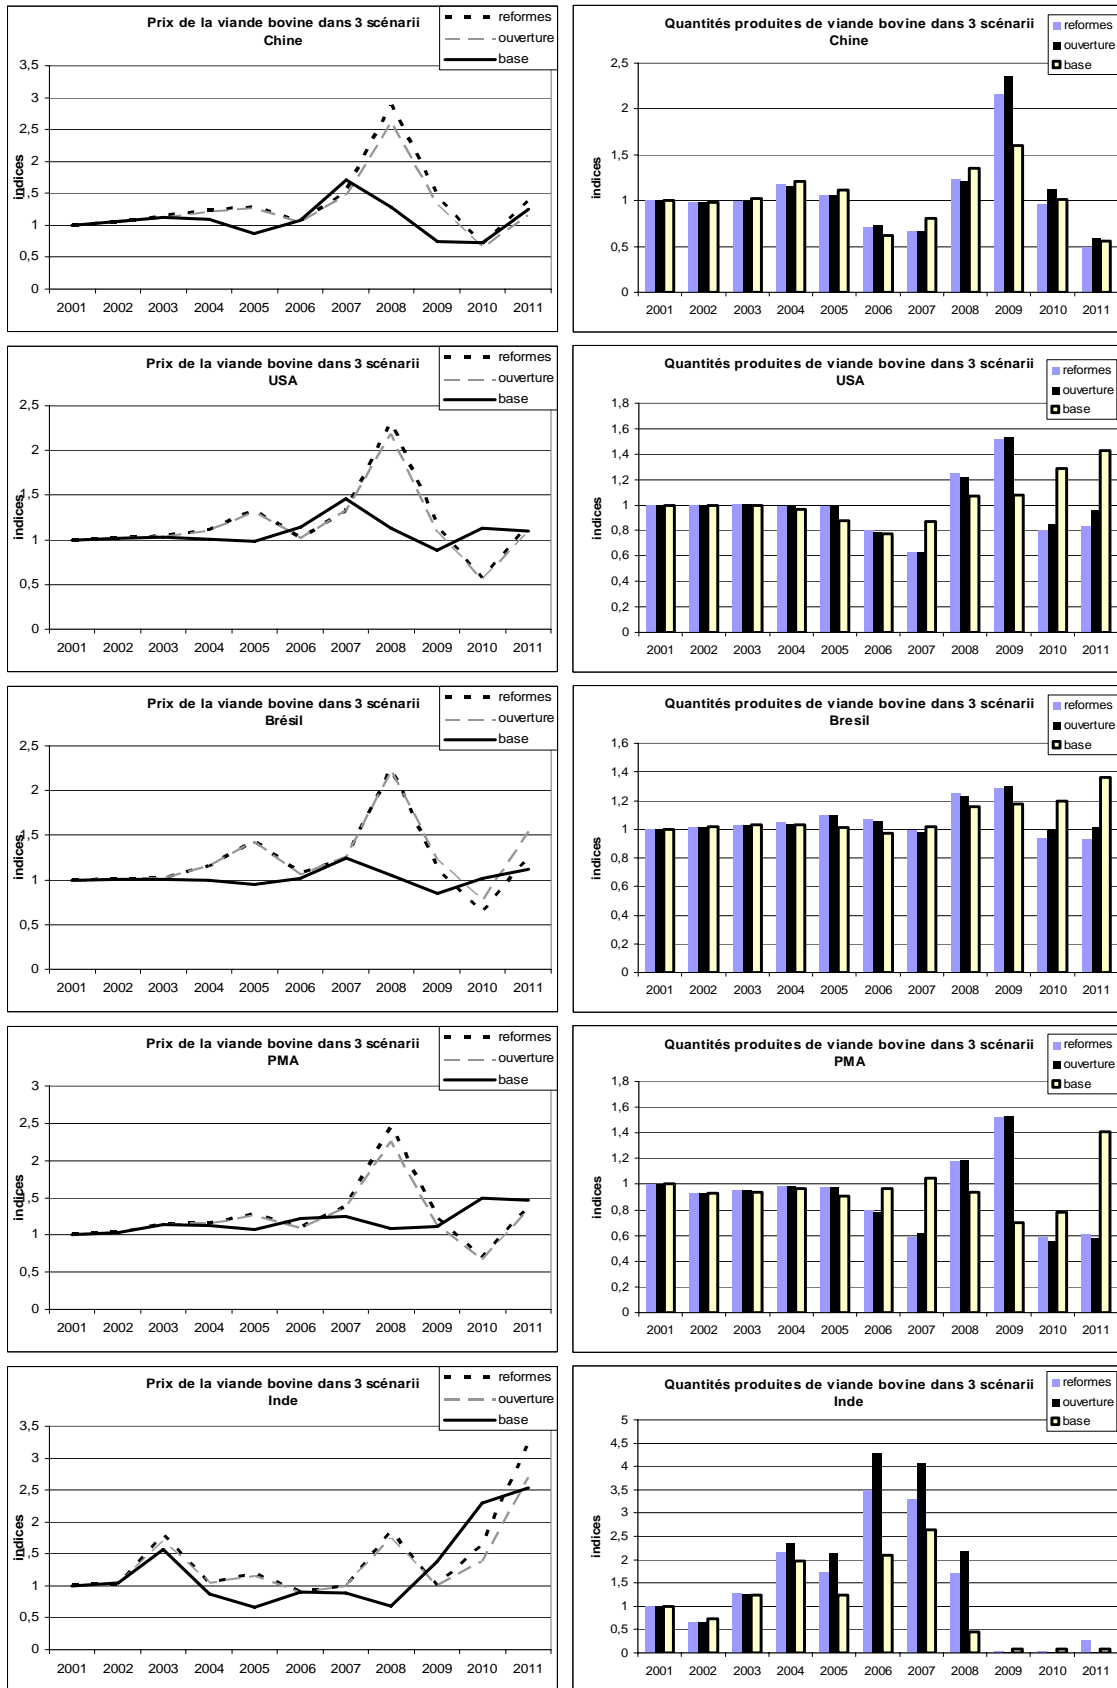 Prix de la viande bovine dans 3 scénarii
Chine
reformes
ouverture
base
indices
3,5
3
2,5
2
1,5
1
0,5
0
2001 2002 2003 2004 2005 2006 2007 2008 2009 2010 2011
Quantités produites de viande bovine dans 3 scénarii
Chine
reformes
ouverture
base
indices
2,5
2
1,5
1
0,5
0
2001 2002 2003 2004 2005 2006 2007 2008 2009 2010 2011
Prix de la viande bovine dans 3 scénarii
USA
reformes
ouverture
base
indices
2,5
2
1,5
1
0,5
0
2001 2002 2003 2004 2005 2006 2007 2008 2009 2010 2011
Quantités produites de viande bovine dans 3 scénarii
USA
reformes
ouverture
base
indices
1,8
1,6
1,4
1,2
1
0,8
0,6
0,4
0,2
0
2001 2002 2003 2004 2005 2006 2007 2008 2009 2010 2011
Prix de la viande bovine dans 3 scénarii
Brésil
reformes
ouverture
base
indices
2,5
2
1,5
1
0,5
0
2001 2002 2003 2004 2005 2006 2007 2008 2009 2010 2011
Quantités produites de viande bovine dans 3 scénarii
Bresil
reformes
ouverture
base
indices
1,6
1,4
1,2
1
0,8
0,6
0,4
0,2
0
2001 2002 2003 2004 2005 2006 2007 2008 2009 2010 2011
Prix de la viande bovine dans 3 scénarii
PMA
reformes
ouverture
base
indices
3
2,5
2
1,5
1
0,5
0
2001 2002 2003 2004 2005 2006 2007 2008 2009 2010 2011
Quantités produites de viande bovine dans 3 scénarii
PMA
reformes
ouverture
base
indices
1,8
1,6
1,4
1,2
1
0,8
0,6
0,4
0,2
0
2001 2002 2003 2004 2005 2006 2007 2008 2009 2010 2011
Prix de la viande bovine dans 3 scénarii
Inde
reformes
ouverture
base
indices
3,5
3
2,5
2
1,5
1
0,5
0
2001 2002 2003 2004 2005 2006 2007 2008 2009 2010 2011
Quantités produites de viande bovine dans 3 scénarii
Inde
reformes
ouverture
base
indices
5
4,5
4
3,5
3
2,5
2
1,5
1
0,5
0
2001 2002 2003 2004 2005 2006 2007 2008 2009 2010 2011